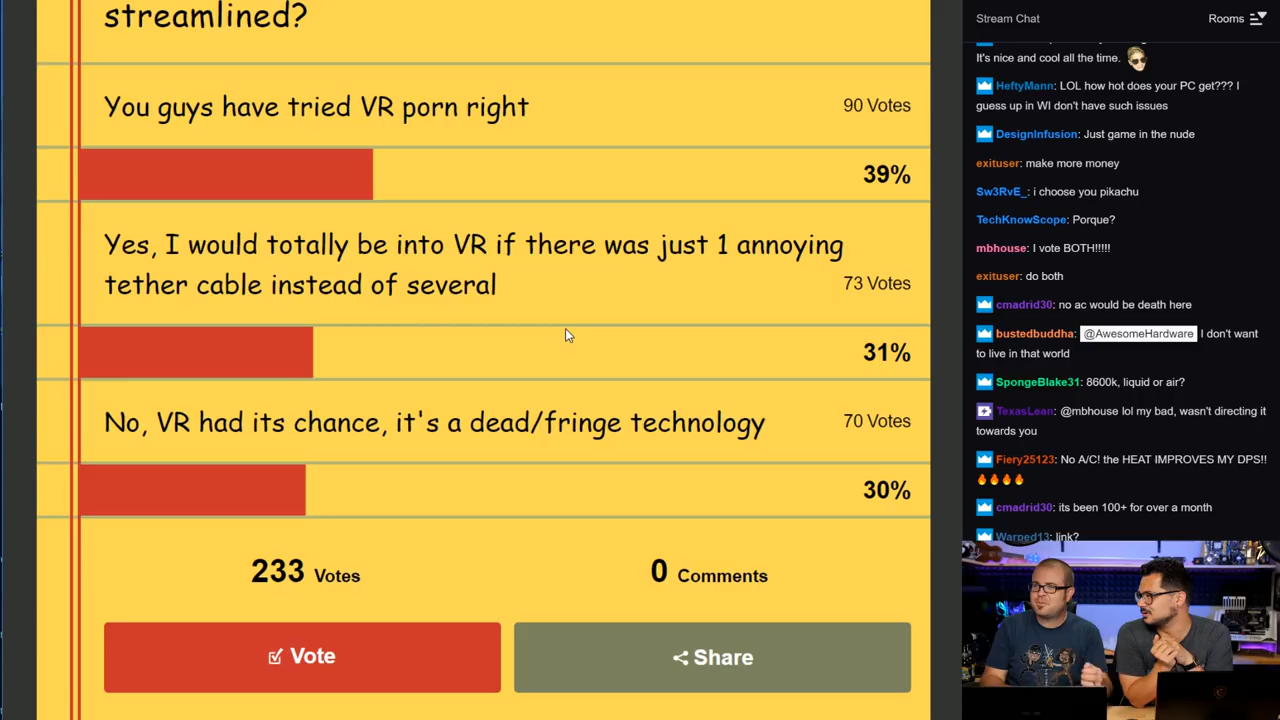 streamlined?
You guys have tried VR porn right
90 Votes
39%
Yes, I would totally be into VR if there was just 1 annoying
tether cable instead of several
73 Votes
31%
No, VR had its chance, it's a dead/fringe technology
70 Votes
30%
233 Votes
0 Comments
Vote
Share
Stream Chat
Rooms
It's nice and cool all the time.
HeftyMann: LOL how hot does your PC get??? I
guess up in WI don't have such issues
DesignInfusion: Just game in the nude
exituser: make more money
Sw3RvE_: i choose you pikachu
TechKnowScope: Porque?
mbhouse: I vote BOTH!!!!!
exituser: do both
cmadrid30: no ac would be death here
bustedbuddha: @AwesomeHardware I don't want
to live in that world
SpongeBlake31: 8600k, liquid or air?
TexasLean: @mbhouse lol my bad, wasn't directing it
towards you
Fiery25123: No A/C! the HEAT IMPROVES MY DPS!!
🔥🔥🔥🔥
cmadrid30: its been 100+ for over a month
Warped13: link?